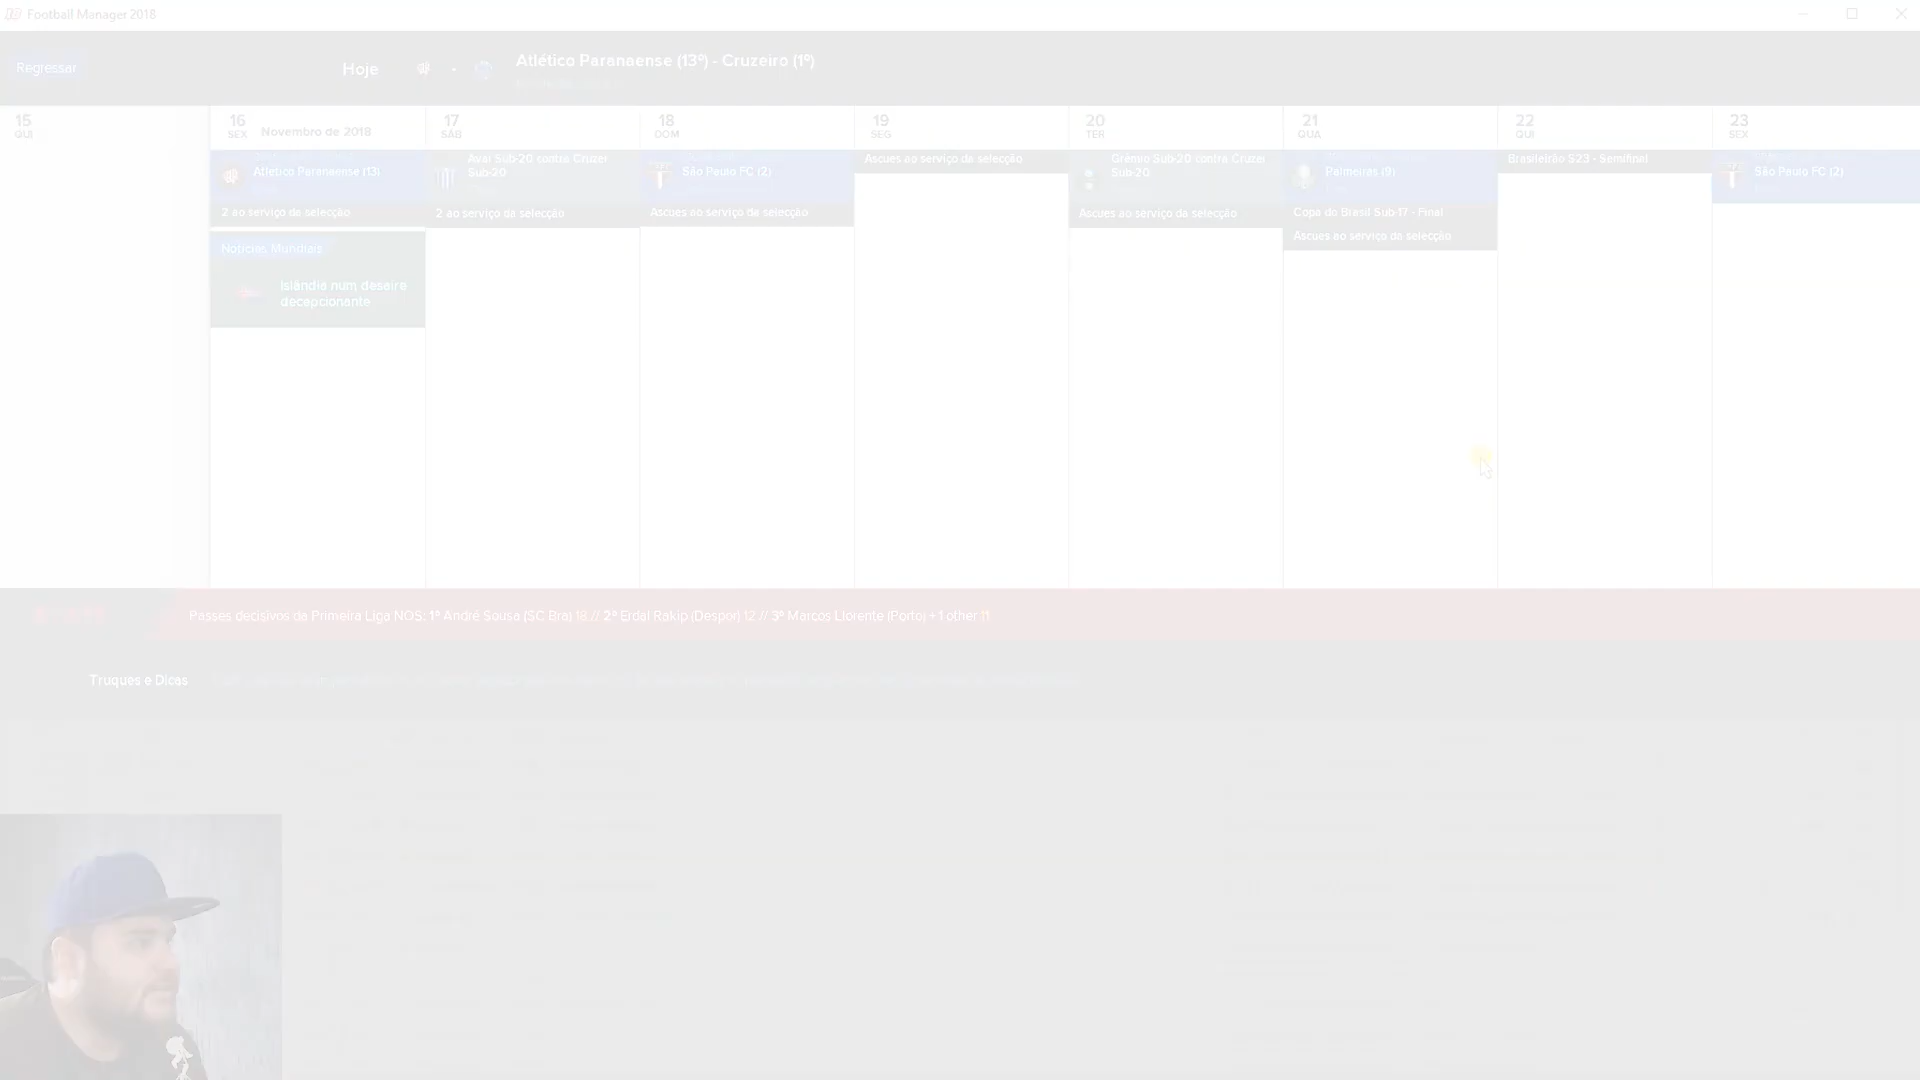 Football Manager 2018
Regressar
Hoje
-
Atlético Paranaense (13º) - Cruzeiro (1º)
15
QUI
16
SEX
Novembro de 2018
17
SÁB
18
DOM
19
SEG
20
TER
21
QUA
22
QUI
23
SEX
Atlético Paranaense (13)
2 ao serviço da selecção
Notícias Mundiais
Islândia num desaire
decepcionante
Avaí Sub-20 contra Cruzei
Sub-20
2 ao serviço da selecção
São Paulo FC (2)
Ascues ao serviço da selecção
Ascues ao serviço da selecção
Grêmio Sub-20 contra Cruzei
Sub-20
Ascues ao serviço da selecção
Palmeiras (9)
Copa do Brasil Sub-17 - Final
Ascues ao serviço da selecção
Brasileirão S23 - Semifinal
São Paulo FC (2)
Passes decisivos da Primeira Liga NOS: 1º André Sousa (SC Bra) 18 // 2º Erdal Rakip (Despor) 12 // 3º Marcos Llorente (Porto) + 1 other 11
Truques e Dicas